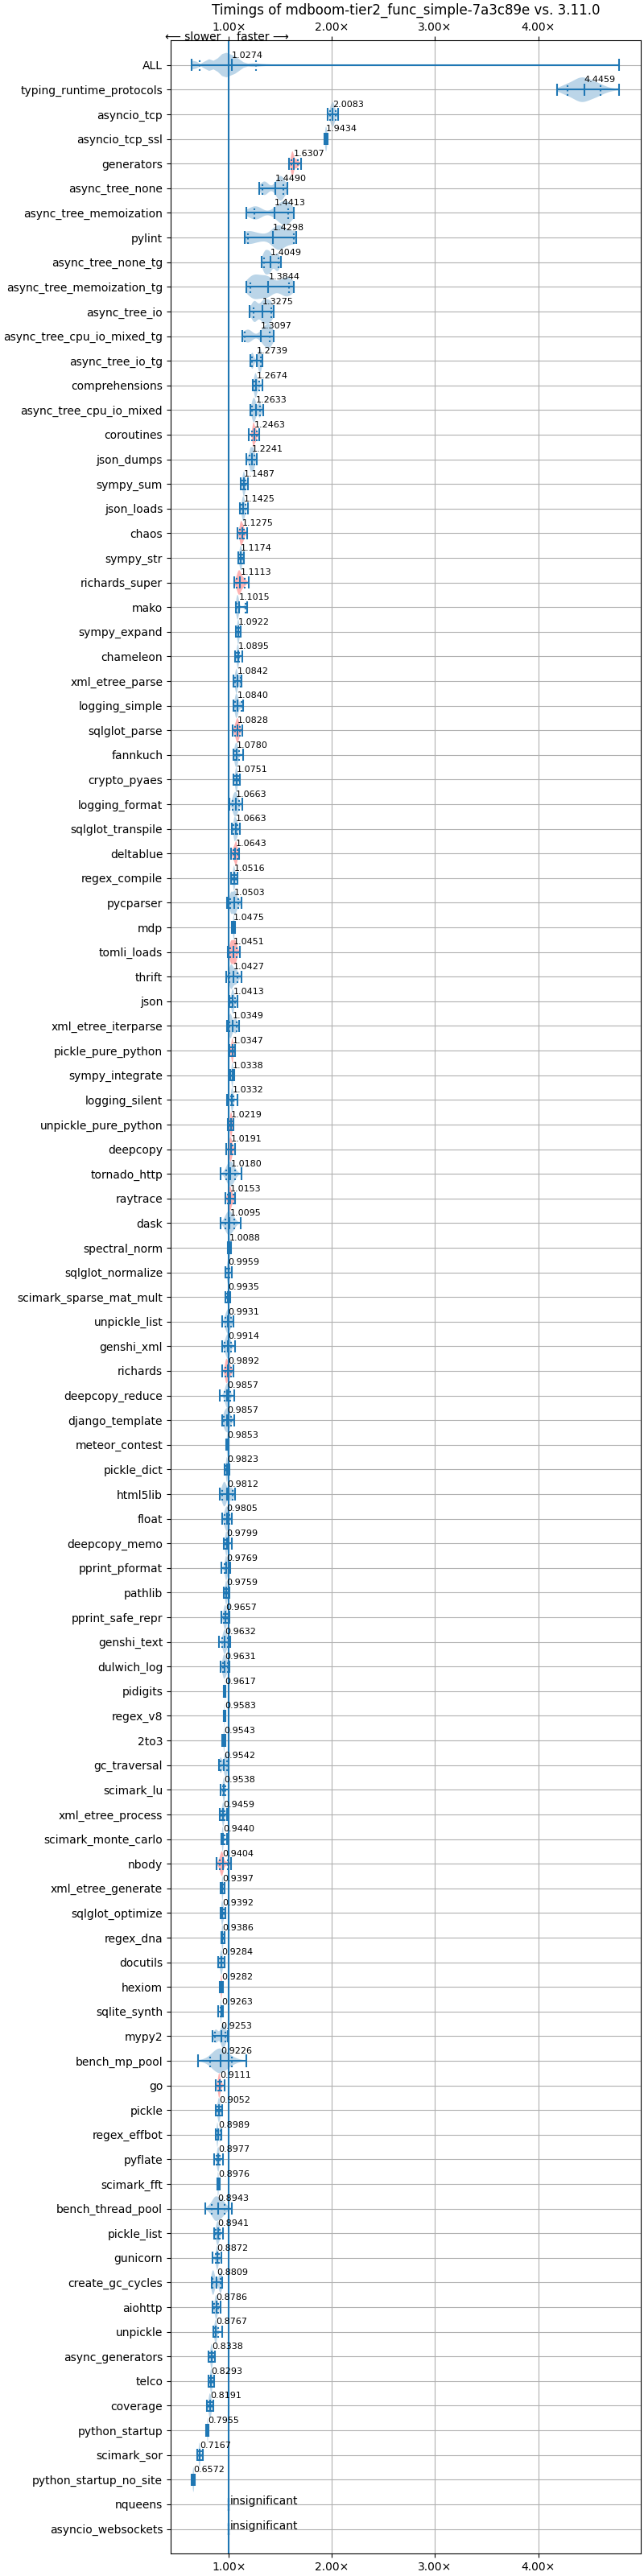 Timings of mdboom-tier2_func_simple-7a3c89e vs. 3.11.0
1.00× 2.00× 3.00× 4.00×
⟵ slower faster ⟶
ALL 1.0274
typing_runtime_protocols 4.4459
asyncio_tcp 2.0083
asyncio_tcp_ssl 1.9434
generators 1.6307
async_tree_none 1.4490
async_tree_memoization 1.4413
pylint 1.4298
async_tree_none_tg 1.4049
async_tree_memoization_tg 1.3844
async_tree_io 1.3275
async_tree_cpu_io_mixed_tg 1.3097
async_tree_io_tg 1.2739
comprehensions 1.2674
async_tree_cpu_io_mixed 1.2633
coroutines 1.2463
json_dumps 1.2241
sympy_sum 1.1487
json_loads 1.1425
chaos 1.1275
sympy_str 1.1174
richards_super 1.1113
mako 1.1015
sympy_expand 1.0922
chameleon 1.0895
xml_etree_parse 1.0842
logging_simple 1.0840
sqlglot_parse 1.0828
fannkuch 1.0780
crypto_pyaes 1.0751
logging_format 1.0663
sqlglot_transpile 1.0663
deltablue 1.0643
regex_compile 1.0516
pycparser 1.0503
mdp 1.0475
tomli_loads 1.0451
thrift 1.0427
json 1.0413
xml_etree_iterparse 1.0349
pickle_pure_python 1.0347
sympy_integrate 1.0338
logging_silent 1.0332
unpickle_pure_python 1.0219
deepcopy 1.0191
tornado_http 1.0180
raytrace 1.0153
dask 1.0095
spectral_norm 1.0088
sqlglot_normalize 0.9959
scimark_sparse_mat_mult 0.9935
unpickle_list 0.9931
genshi_xml 0.9914
richards 0.9892
deepcopy_reduce 0.9857
django_template 0.9857
meteor_contest 0.9853
pickle_dict 0.9823
html5lib 0.9812
float 0.9805
deepcopy_memo 0.9799
pprint_pformat 0.9769
pathlib 0.9759
pprint_safe_repr 0.9657
genshi_text 0.9632
dulwich_log 0.9631
pidigits 0.9617
regex_v8 0.9583
2to3 0.9543
gc_traversal 0.9542
scimark_lu 0.9538
xml_etree_process 0.9459
scimark_monte_carlo 0.9440
nbody 0.9404
xml_etree_generate 0.9397
sqlglot_optimize 0.9392
regex_dna 0.9386
docutils 0.9284
hexiom 0.9282
sqlite_synth 0.9263
mypy2 0.9253
bench_mp_pool 0.9226
go 0.9111
pickle 0.9052
regex_effbot 0.8989
pyflate 0.8977
scimark_fft 0.8976
bench_thread_pool 0.8943
pickle_list 0.8941
gunicorn 0.8872
create_gc_cycles 0.8809
aiohttp 0.8786
unpickle 0.8767
async_generators 0.8338
telco 0.8293
coverage 0.8191
python_startup 0.7955
scimark_sor 0.7167
python_startup_no_site 0.6572
nqueens insignificant
asyncio_websockets insignificant
1.00× 2.00× 3.00× 4.00×